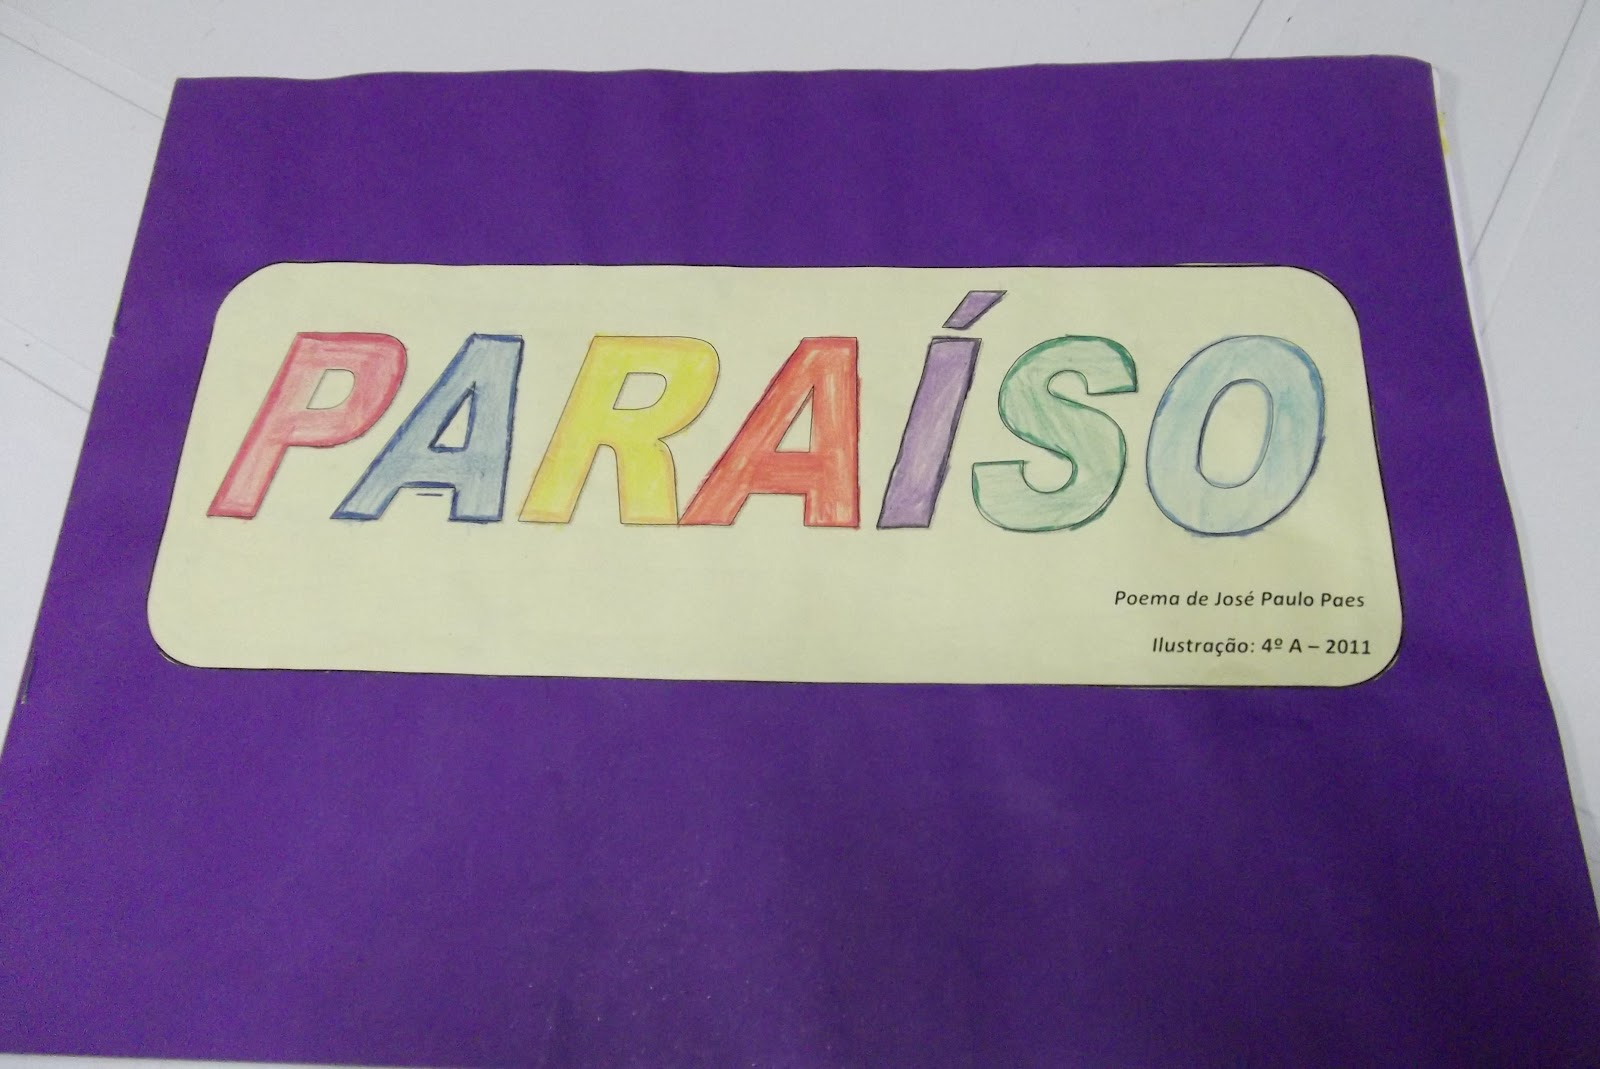 PARAÍSO
Poema de José Paulo Paes
Ilustração: 4º A – 2011